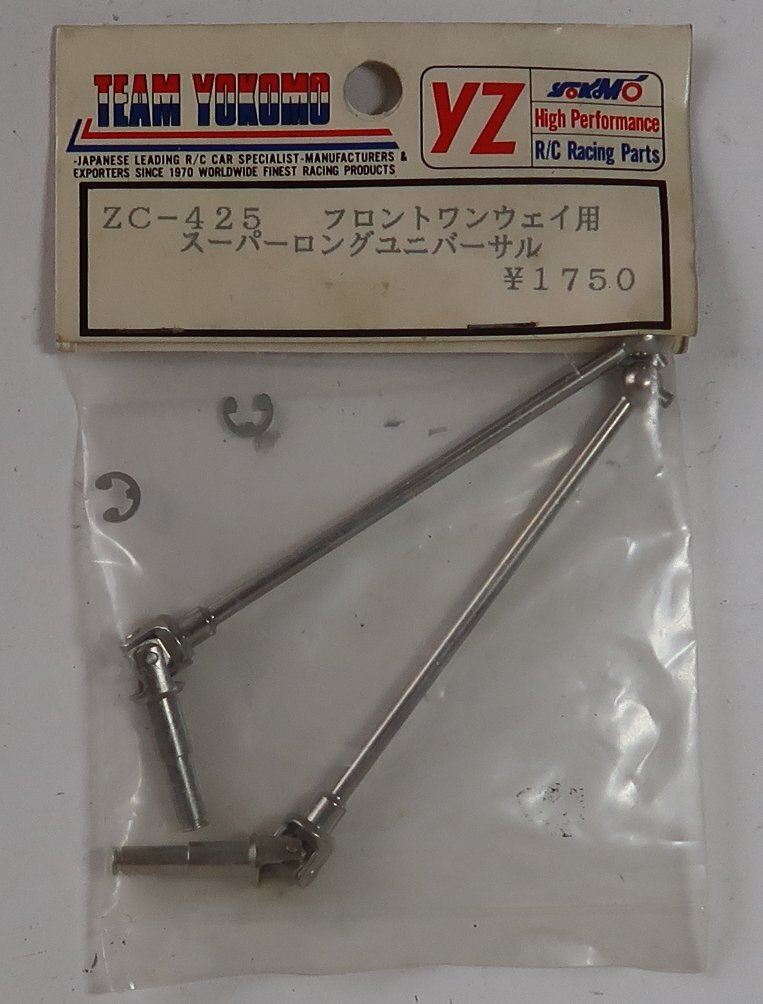 TEAM YOKOMO
-JAPANESE LEADING R/C CAR SPECIALIST-MANUFACTURERS &
EXPORTERS SINCE 1970 WORLDWIDE FINEST RACING PRODUCTS
YZ
YOKOMO
High Performance
R/C Racing Parts
ZC-425 フロントワンウェイ用
スーパーロングユニバーサル
¥1750